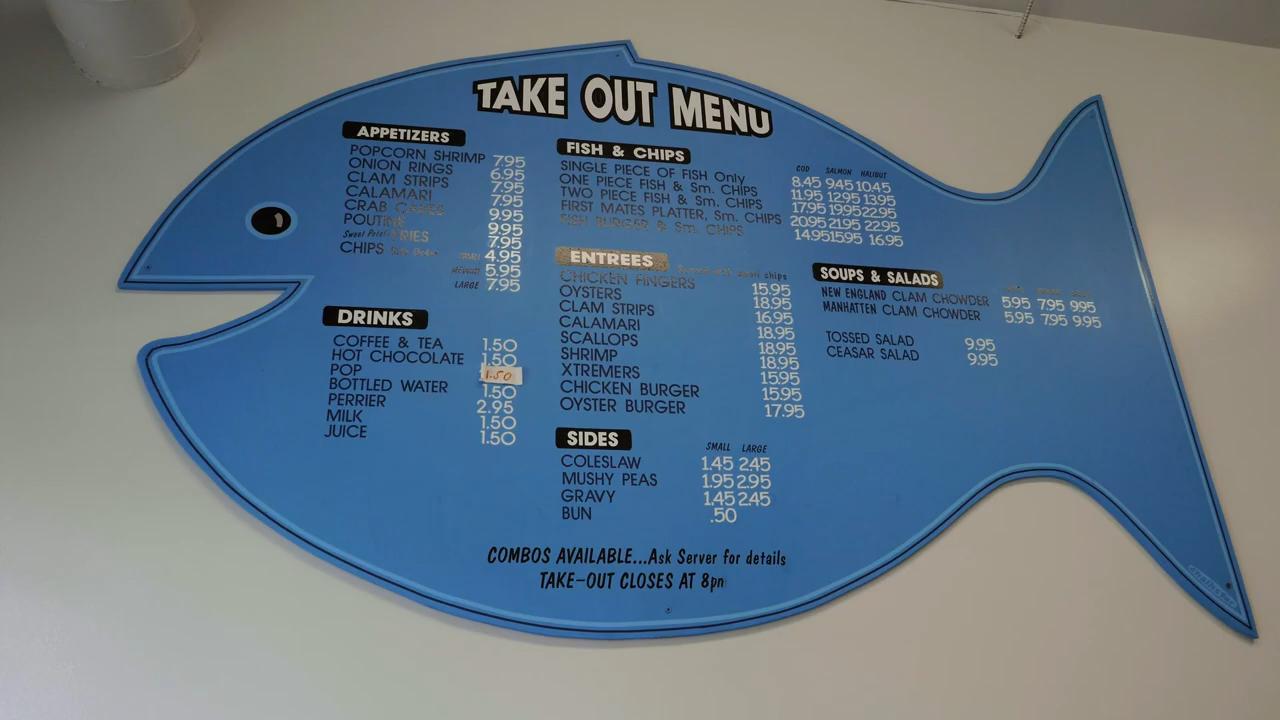 TAKE OUT MENU
APPETIZERS
POPCORN SHRIMP 7.95
ONION RINGS 6.95
CLAM STRIPS 7.95
CALAMARI 7.95
CRAB CAKES 9.95
POUTINE 9.95
Sweet Potato FRIES 7.95
CHIPS SMALL 4.95
MEDIUM 5.95
LARGE 7.95
DRINKS
COFFEE & TEA 1.50
HOT CHOCOLATE 1.50
POP 1.50
BOTTLED WATER 1.50
PERRIER 2.95
MILK 1.50
JUICE 1.50
FISH & CHIPS
COD SALMON HALIBUT
SINGLE PIECE OF FISH Only 8.45 9.45 10.45
ONE PIECE FISH & Sm. CHIPS 11.95 12.95 13.95
TWO PIECE FISH & Sm. CHIPS 17.95 19.95 22.95
FIRST MATES PLATTER, Sm. CHIPS 20.95 21.95 22.95
FISH BURGER & Sm. CHIPS 14.95 15.95 16.95
ENTREES Served with small chips
CHICKEN FINGERS 15.95
OYSTERS 18.95
CLAM STRIPS 16.95
CALAMARI 18.95
SCALLOPS 18.95
SHRIMP 18.95
XTREMERS 15.95
CHICKEN BURGER 15.95
OYSTER BURGER 17.95
SIDES
SMALL LARGE
COLESLAW 1.45 2.45
MUSHY PEAS 1.95 2.95
GRAVY 1.45 2.45
BUN .50
SOUPS & SALADS
NEW ENGLAND CLAM CHOWDER 5.95 7.95 9.95
MANHATTEN CLAM CHOWDER 5.95 7.95 9.95
TOSSED SALAD 9.95
CEASAR SALAD 9.95
COMBOS AVAILABLE...Ask Server for details
TAKE-OUT CLOSES AT 8pm